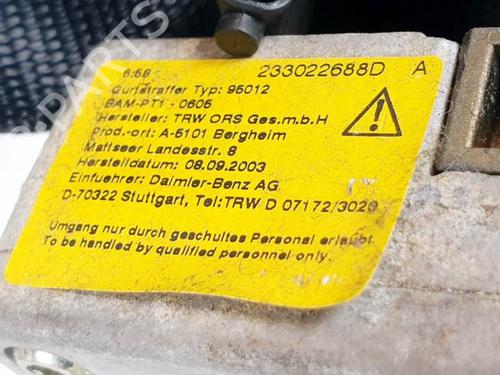 6:58 233022688D A
Gurtstraffer Typ: 95012
BAM-PT1 - 0605
Hersteller: TRW ORS Ges.m.b.H
Prod.-ort: A-5101 Bergheim
Mattseer Landesstr. 8
Herstelldatum: 08.09.2003
Einfuehrer: Daimler-Benz AG
D-70322 Stuttgart, Tel:TRW D 07172/3020
Umgang nur durch geschultes Personal erlaubt.
To be handled by qualified personnel only.